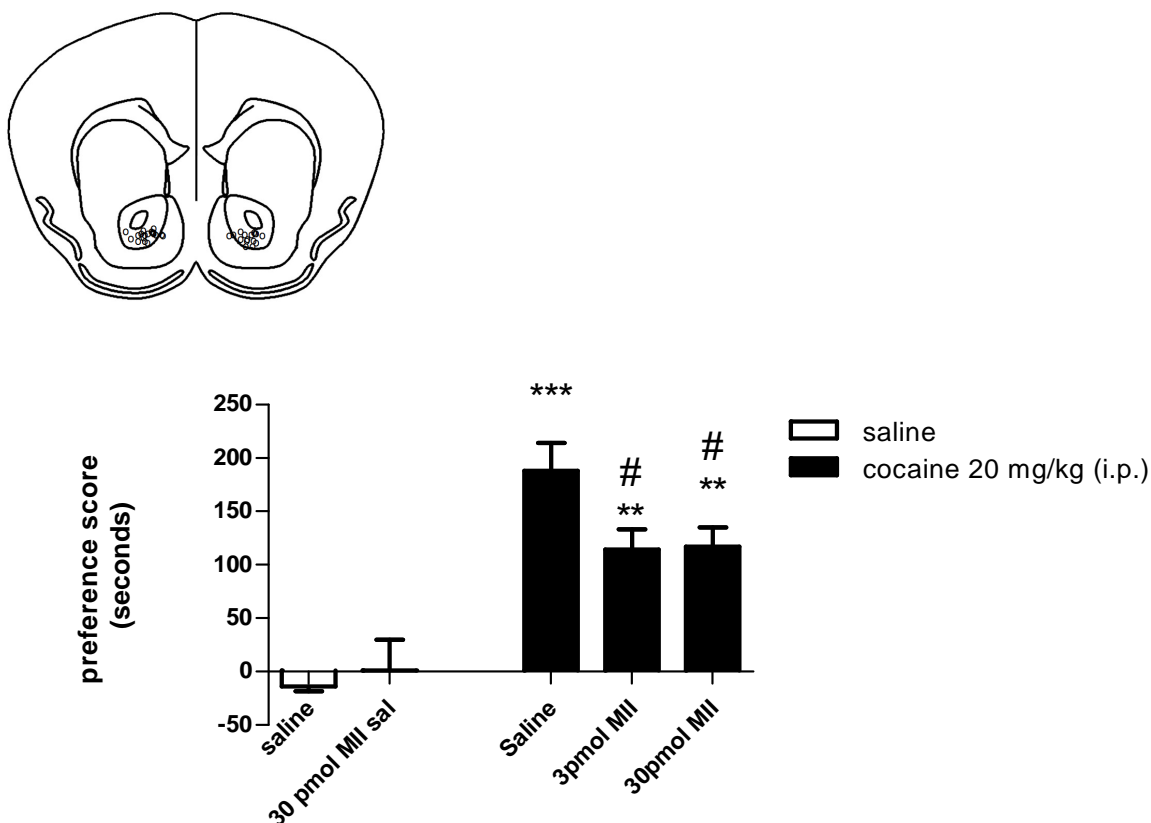 ***
250
200
150
100
50
0
-50
preference score
(seconds)
#
**
#
**
saline
cocaine 20 mg/kg (i.p.)
saline
30 pmol MII sal
Saline
3pmol MII
30pmol MII